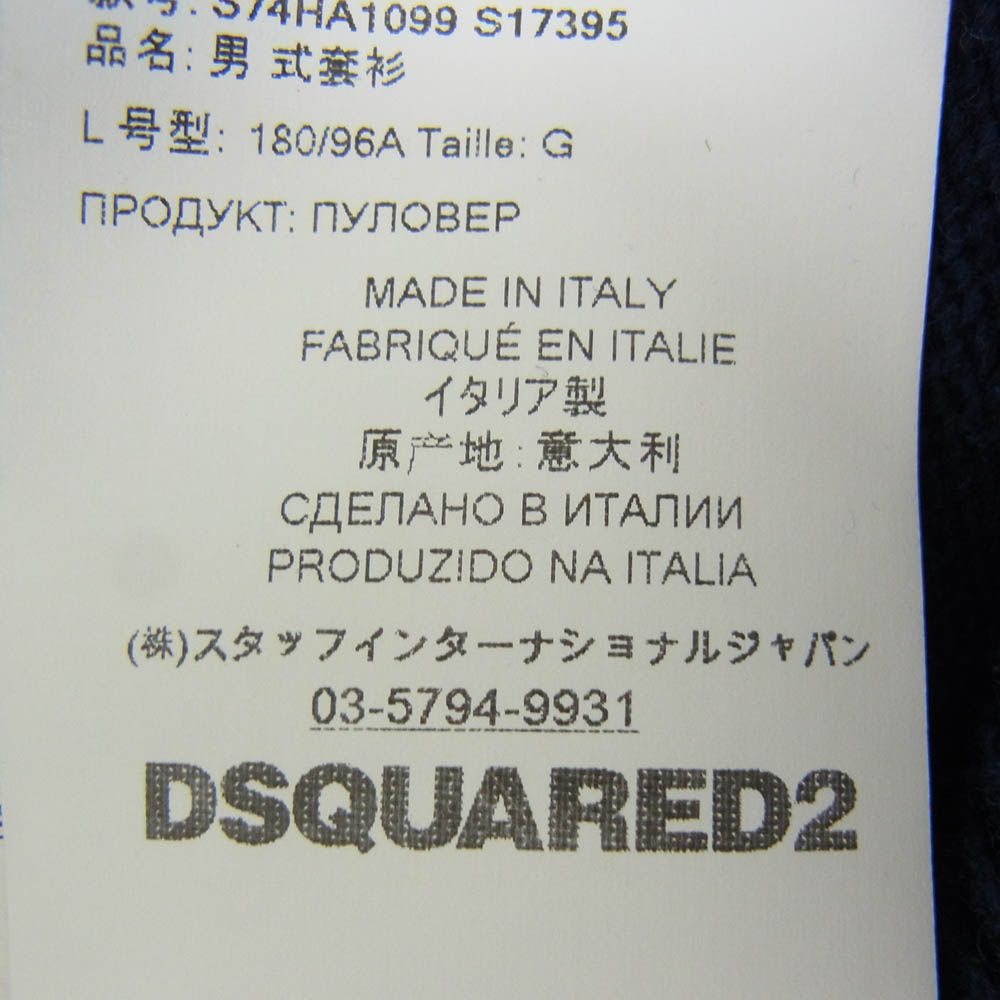 款号: S74HA1099 S17395
品名: 男 式套衫
L 号型: 180/96A Taille: G
ПРОДУКТ: ПУЛОВЕР
MADE IN ITALY
FABRIQUÉ EN ITALIE
イタリア製
原产地: 意大利
СДЕЛАНО В ИТАЛИИ
PRODUZIDO NA ITALIA
(株)スタッフインターナショナルジャパン
03-5794-9931
DSQUARED2